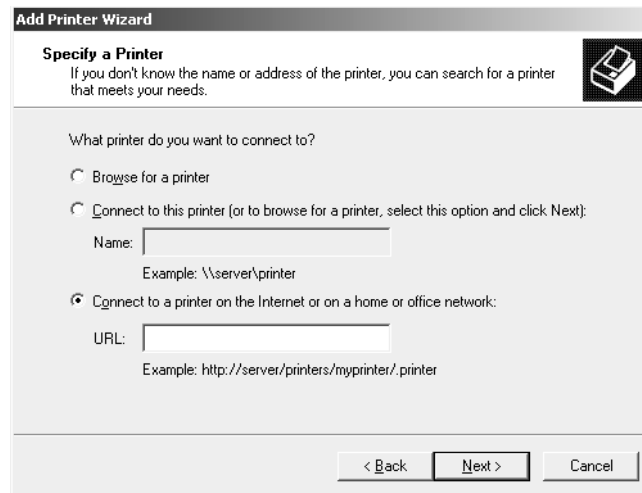 Add Printer Wizard
Specify a Printer
If you don't know the name or address of the printer, you can search for a printer
that meets your needs.
What printer do you want to connect to?
Browse for a printer
Connect to this printer (or to browse for a printer, select this option and click Next):
Name:
Example: \\server\printer
Connect to a printer on the Internet or on a home or office network:
URL:
Example: http://server/printers/myprinter/.printer
< Back Next > Cancel